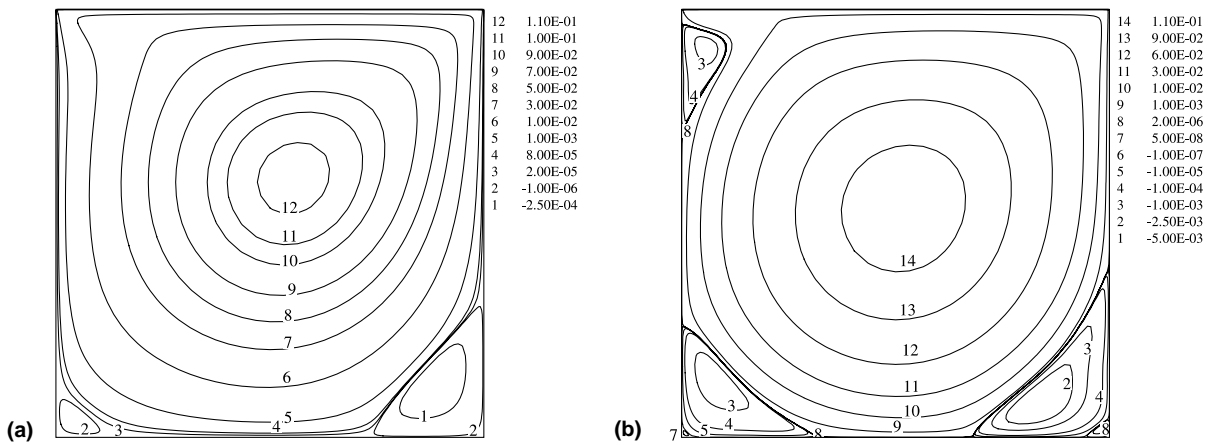 12 1.10E-01
11 1.00E-01
10 9.00E-02
9 7.00E-02
8 5.00E-02
7 3.00E-02
6 1.00E-02
5 1.00E-03
4 8.00E-05
3 2.00E-05
2 -1.00E-06
1 -2.50E-04
12
11
10
9
8
7
6
5
4
3
2
1
2
(a)
14 1.10E-01
13 9.00E-02
12 6.00E-02
11 3.00E-02
10 1.00E-02
9 1.00E-03
8 2.00E-06
7 5.00E-08
6 -1.00E-07
5 -1.00E-05
4 -1.00E-04
3 -1.00E-03
2 -2.50E-03
1 -5.00E-03
3
4
8
14
13
12
11
10
9
8
3
4
5
7
3
2
4
8
(b)